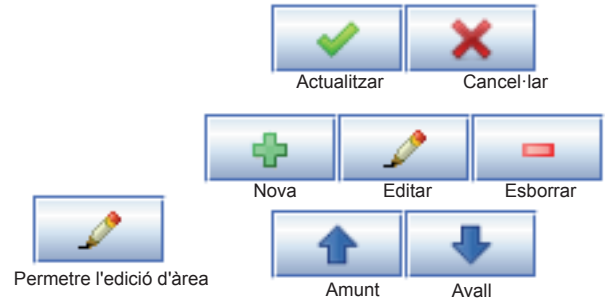 Actualitzar Cancel·lar
Nova Editar Esborrar
Permetre l'edició d'àrea
Amunt Avall